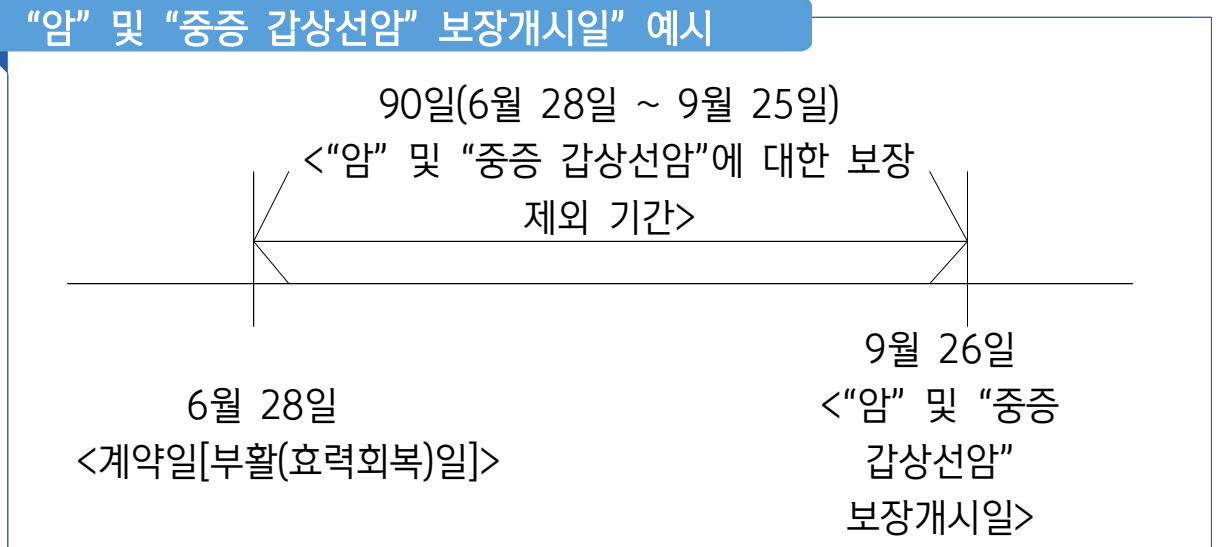 “암” 및 “중증 갑상선암” 보장개시일” 예시
90일(6월 28일 ~ 9월 25일)
<“암” 및 “중증 갑상선암”에 대한 보장
제외 기간>
6월 28일
<계약일[부활(효력회복)일]>
9월 26일
<“암” 및 “중증
갑상선암”
보장개시일>